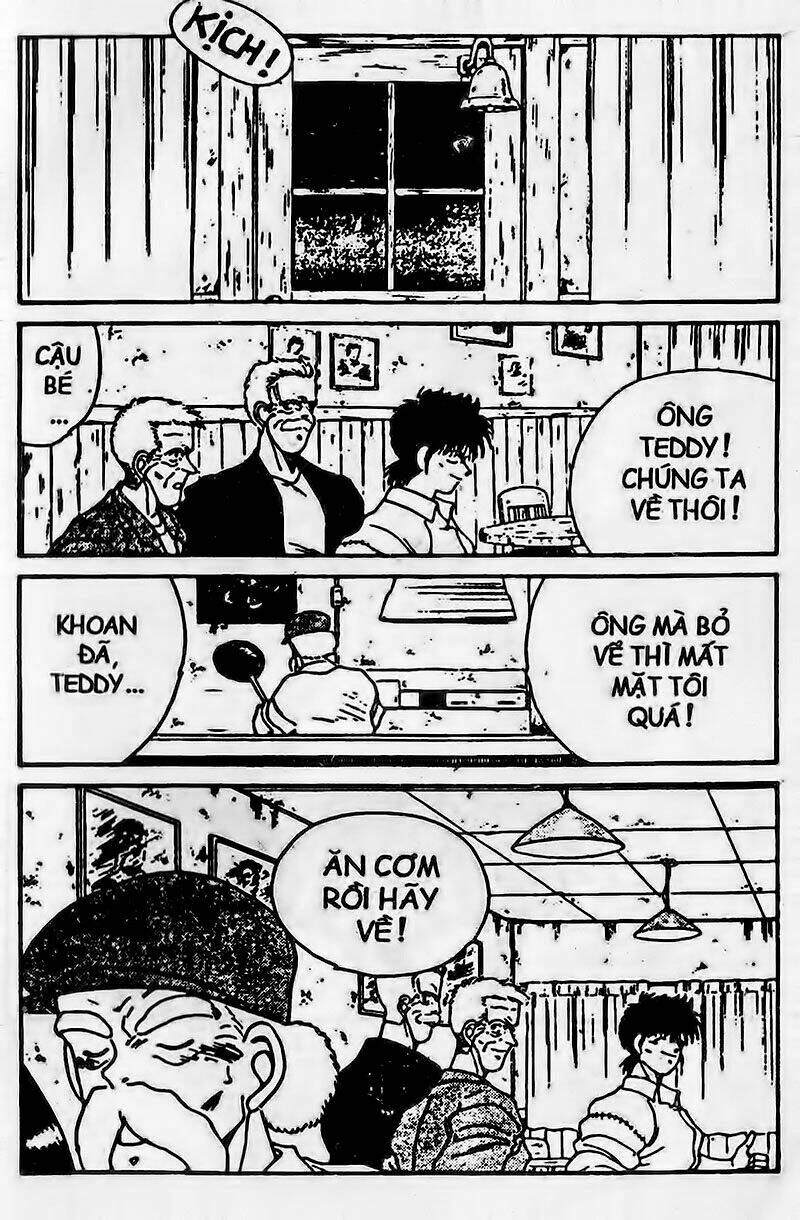 KỊCH!
CẬU
BÉ
...
ÔNG
TEDDY!
CHÚNG TA
VỀ THÔI!
KHOAN
ĐÃ,
TEDDY...
ÔNG MÀ BỎ
VỀ THÌ MẤT
MẶT TÔI
QUÁ!
ĂN CƠM
RỒI HÃY
VỀ!